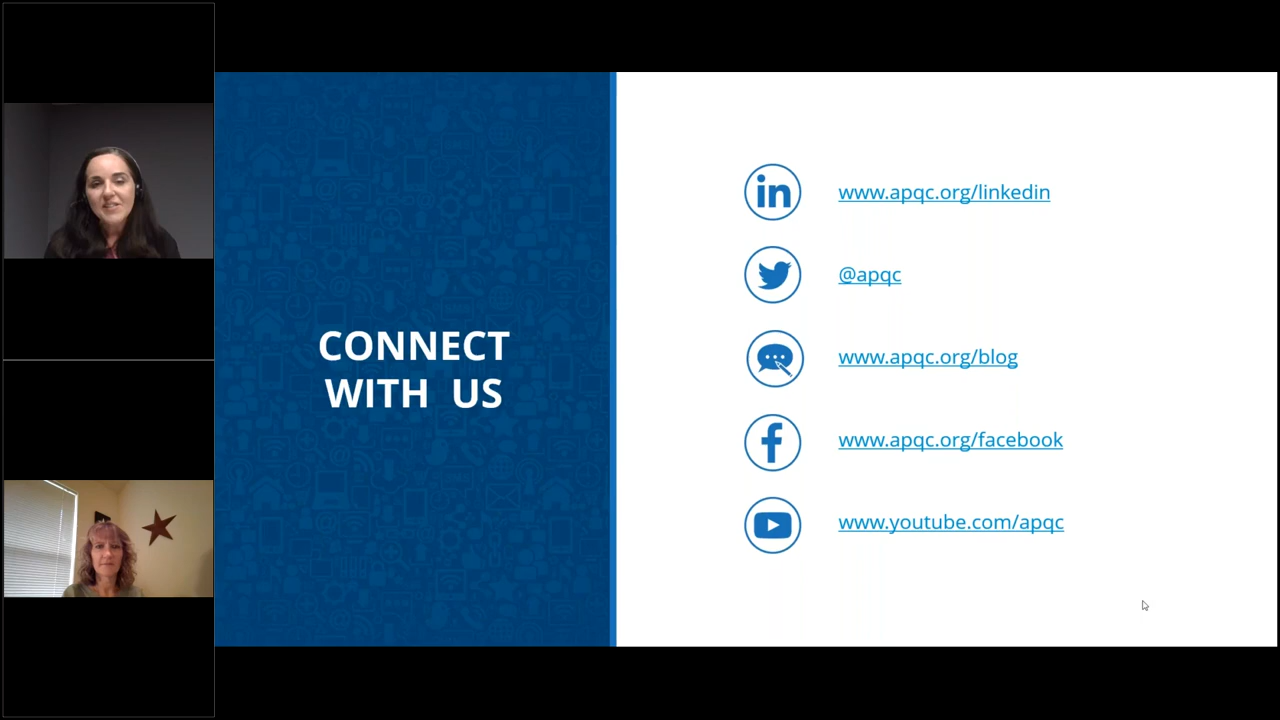 CONNECT
WITH US
in
www.apqc.org/linkedin
@apqc
www.apqc.org/blog
f
www.apqc.org/facebook
www.youtube.com/apqc